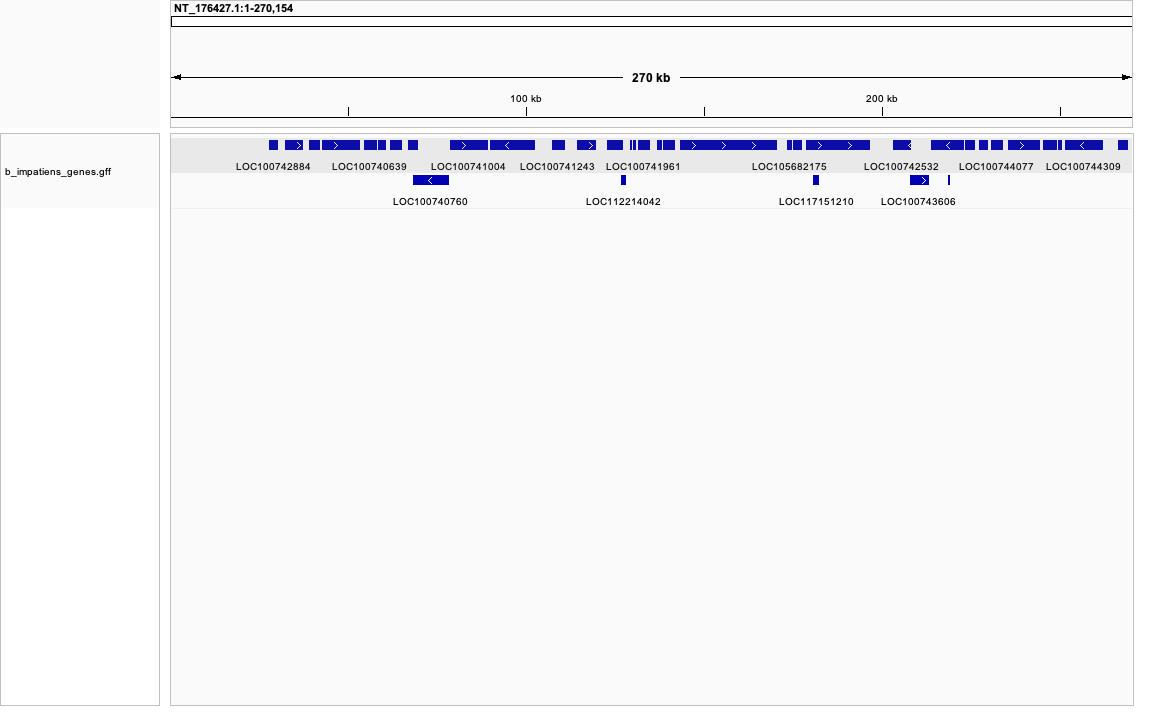 NT_176427.1:1-270,154
270 kb
100 kb 200 kb
b_impatiens_genes.gff
LOC100742884 LOC100740639 LOC100741004 LOC100741243 LOC100741961 LOC105682175 LOC100742532 LOC100744077 LOC100744309
LOC100740760 LOC112214042 LOC117151210 LOC100743606